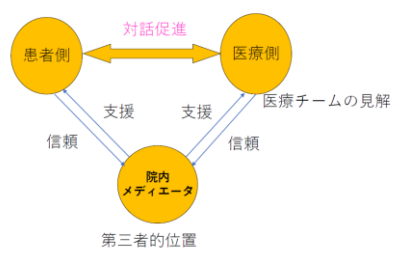 対話促進
患者側
医療側
医療チームの見解
支援
支援
信頼
信頼
院内
メディエータ
第三者的位置